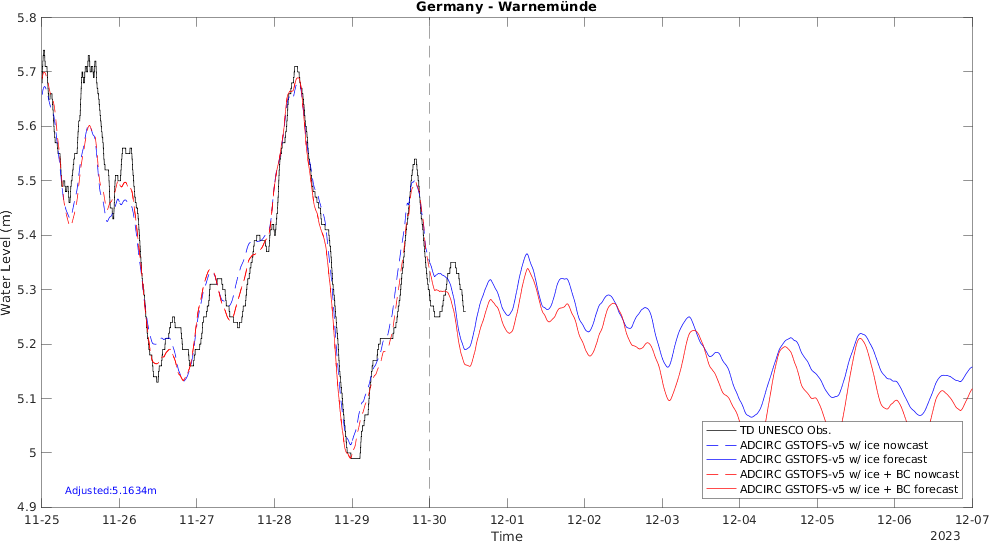 Germany - Warnemünde
5.8
5.7
5.6
5.5
5.4
5.3
5.2
5.1
5
4.9
Water Level (m)
Adjusted:5.1634m
TD UNESCO Obs.
ADCIRC GSTOFS-v5 w/ ice nowcast
ADCIRC GSTOFS-v5 w/ ice forecast
ADCIRC GSTOFS-v5 w/ ice + BC nowcast
ADCIRC GSTOFS-v5 w/ ice + BC forecast
11-25 11-26 11-27 11-28 11-29 11-30 12-01 12-02 12-03 12-04 12-05 12-06 12-07
Time
2023